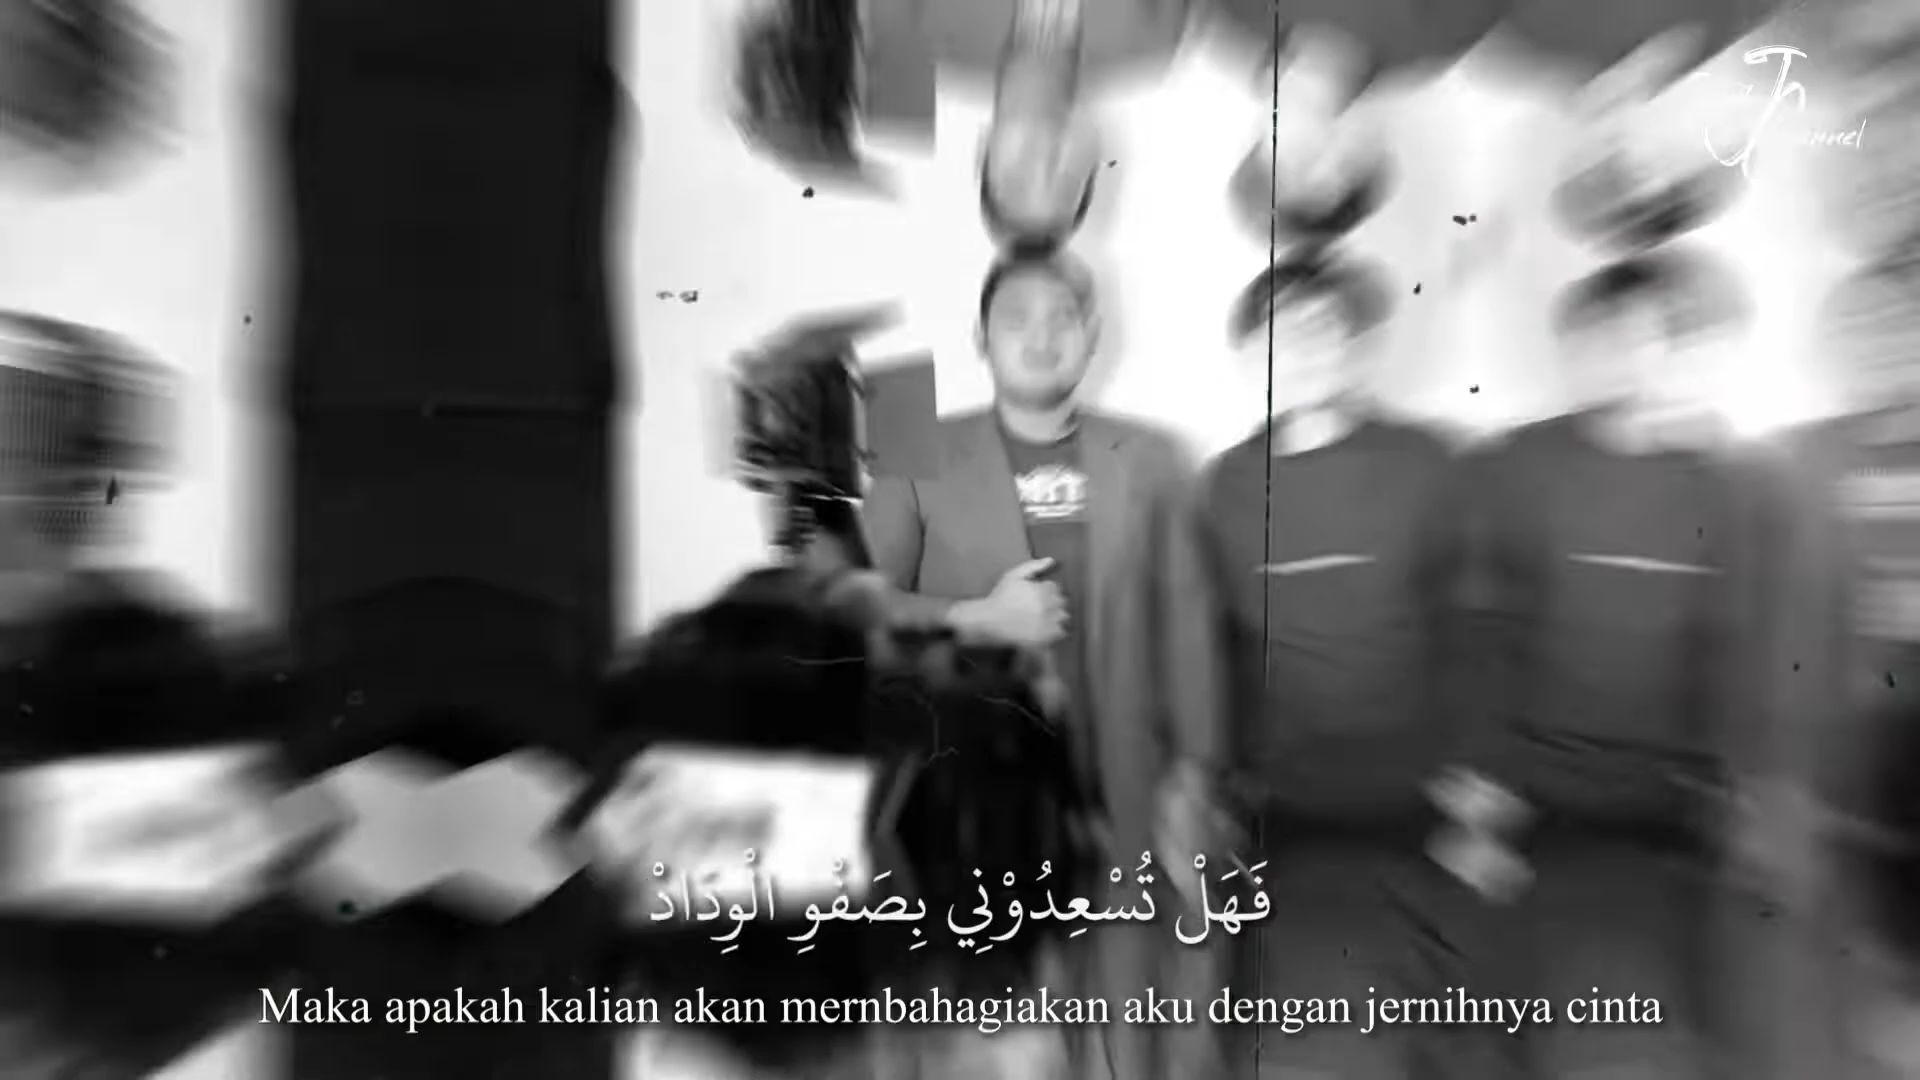 فَهَلْ تُسْعِدُوْنِي بِصَفْوِ الْوِدَادْ
Maka apakah kalian akan mernbahagiakan aku dengan jernihnya cinta